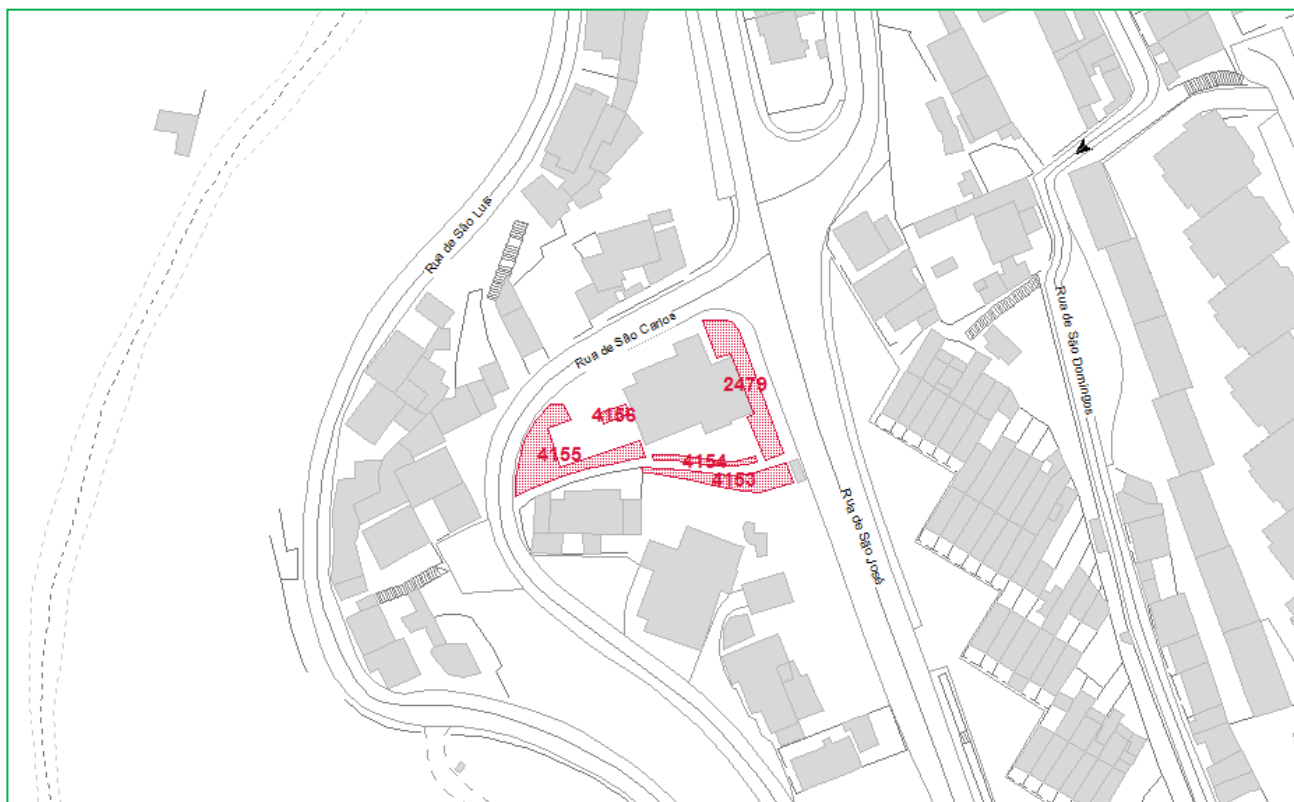 Rua de São Luís
Rua de São Carlos
Rua de São Domingos
2479
4156
4155
4154
4153
Rua de São José